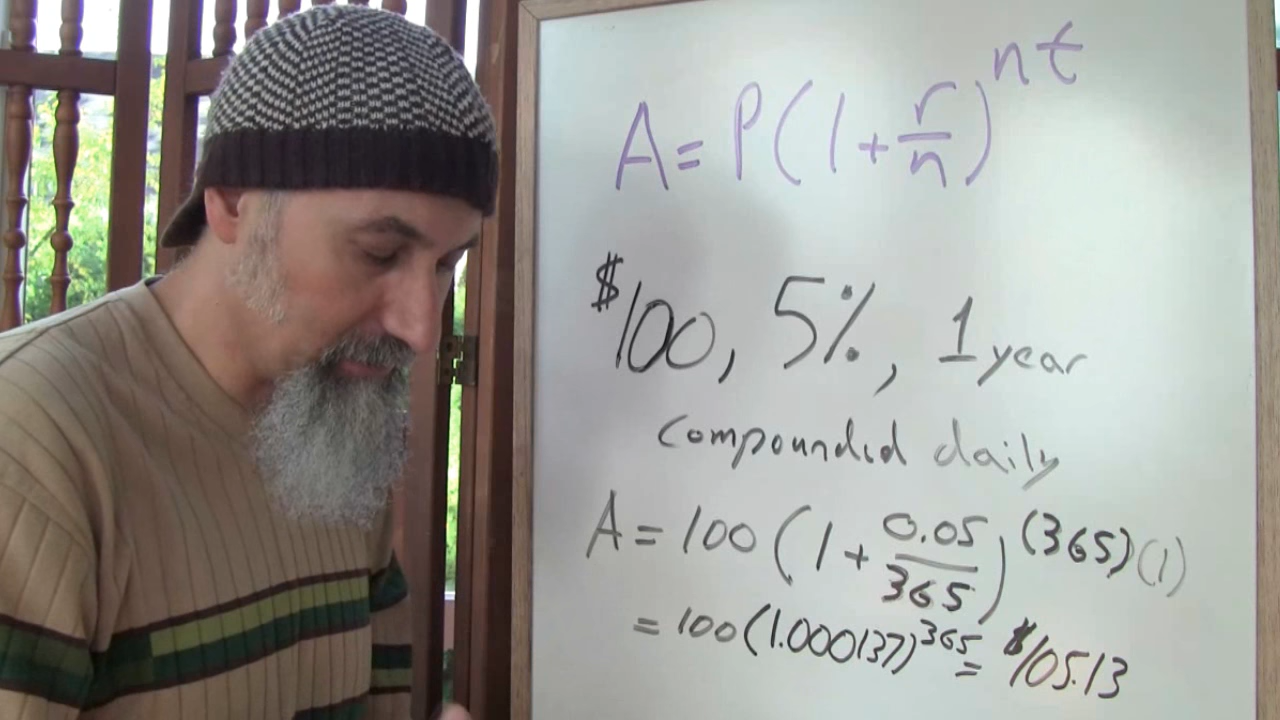 A = P(1 + r/n)^nt
$100, 5%, 1 year
compounded daily
A = 100 (1 + 0.05/365)^(365)(1)
= 100 (1.000137)^365 = $105.13